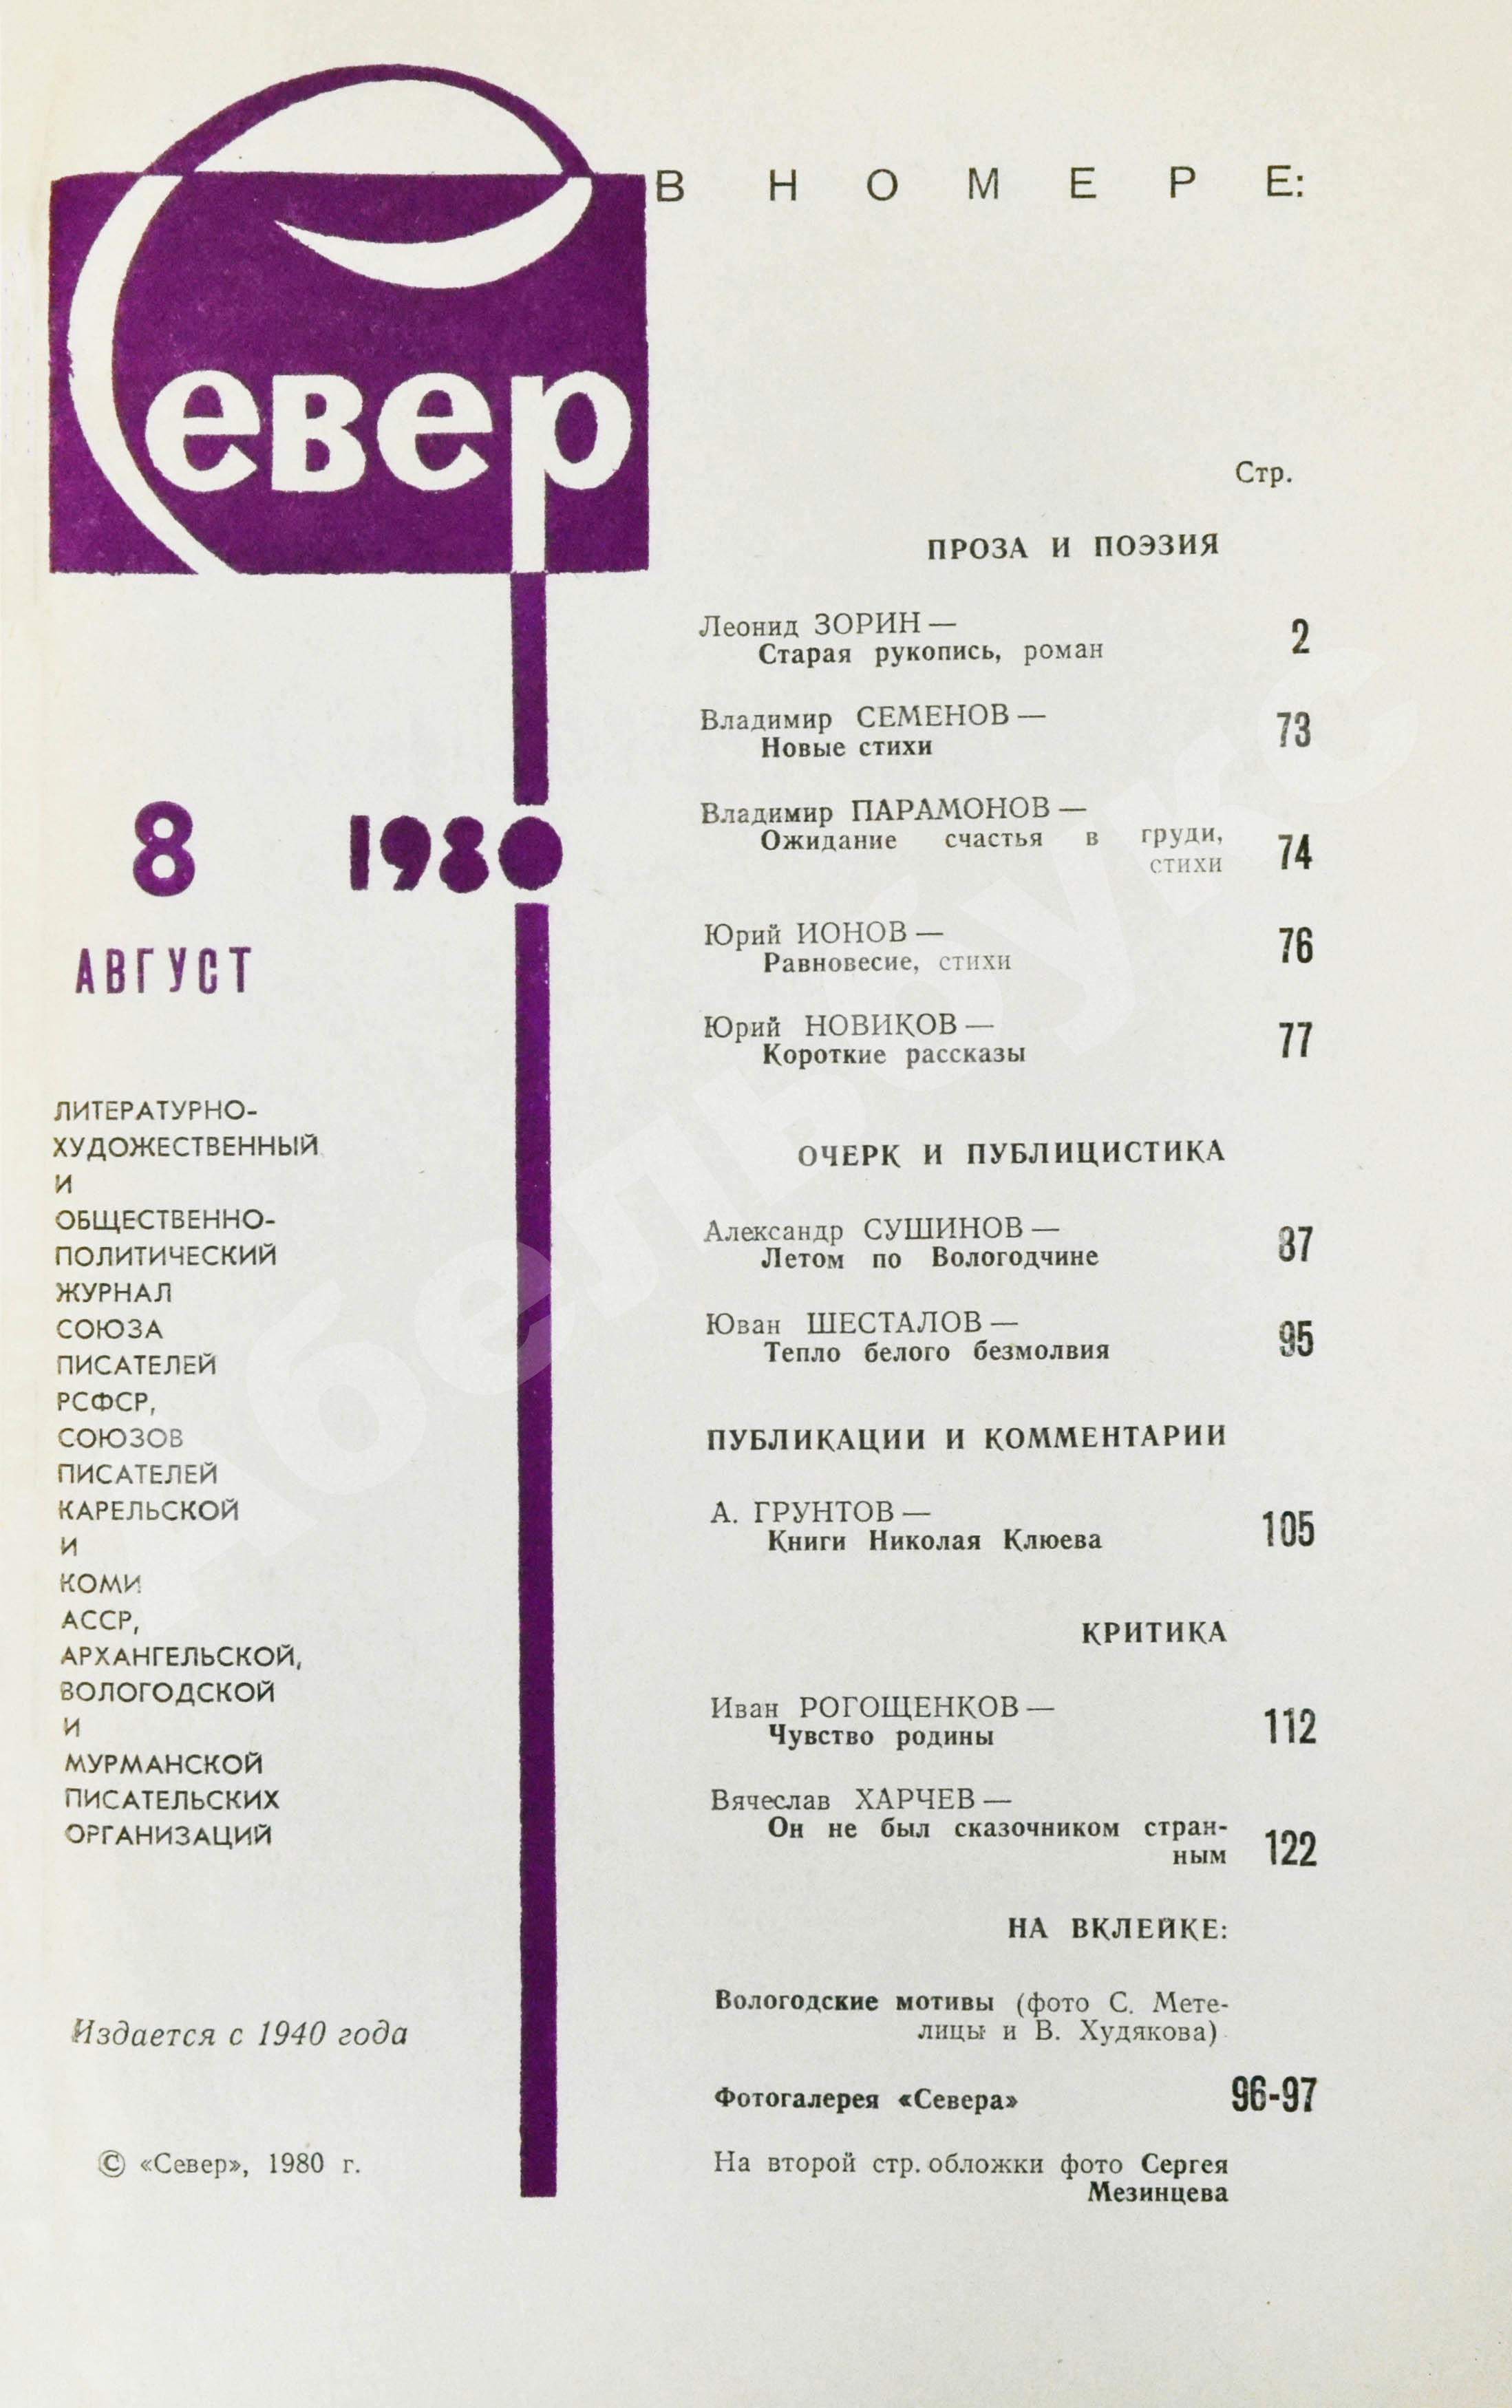 Север
8 1980
АВГУСТ
ЛИТЕРАТУРНО-
ХУДОЖЕСТВЕННЫЙ
И
ОБЩЕСТВЕННО-
ПОЛИТИЧЕСКИЙ
ЖУРНАЛ
СОЮЗА
ПИСАТЕЛЕЙ
РСФСР,
СОЮЗОВ
ПИСАТЕЛЕЙ
КАРЕЛЬСКОЙ
И
КОМИ
АССР,
АРХАНГЕЛЬСКОЙ,
ВОЛОГОДСКОЙ
И
МУРМАНСКОЙ
ПИСАТЕЛЬСКИХ
ОРГАНИЗАЦИЙ
Издается с 1940 года
© «Север», 1980 г.
В НОМЕРЕ:
Стр.
ПРОЗА И ПОЭЗИЯ
Леонид ЗОРИН —
Старая рукопись, роман 2
Владимир СЕМЕНОВ —
Новые стихи 73
Владимир ПАРАМОНОВ —
Ожидание счастья в груди,
стихи 74
Юрий ИОНОВ —
Равновесие, стихи 76
Юрий НОВИКОВ —
Короткие рассказы 77
ОЧЕРК И ПУБЛИЦИСТИКА
Александр СУШИНОВ —
Летом по Вологодчине 87
Юван ШЕСТАЛОВ —
Тепло белого безмолвия 95
ПУБЛИКАЦИИ И КОММЕНТАРИИ
А. ГРУНТОВ —
Книги Николая Клюева 105
КРИТИКА
Иван РОГОЩЕНКОВ —
Чувство родины 112
Вячеслав ХАРЧЕВ —
Он не был сказочником стран-
ным 122
НА ВКЛЕЙКЕ:
Вологодские мотивы (фото С. Мете-
лицы и В. Худякова)
Фотогалерея «Севера» 96-97
На второй стр. обложки фото Сергея
Мезинцева